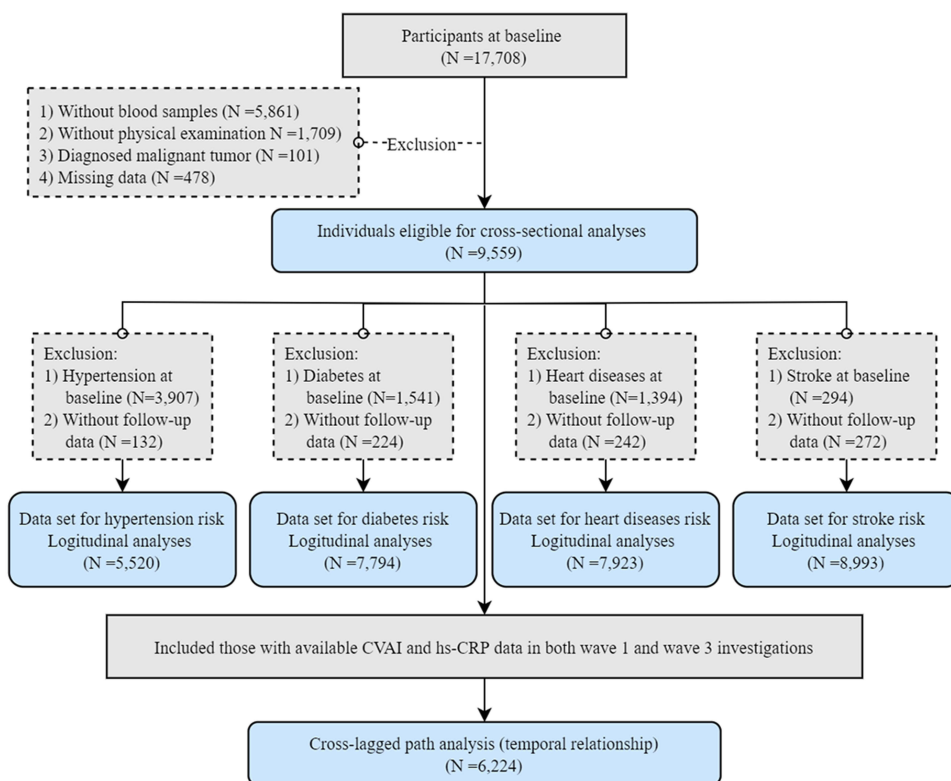 Participants at baseline
(N =17,708)
1) Without blood samples (N =5,861)
2) Without physical examination N =1,709)
3) Diagnosed malignant tumor (N =101)
4) Missing data (N =478)
Exclusion
Individuals eligible for cross-sectional analyses
(N =9,559)
Exclusion:
1) Hypertension at
baseline (N=3,907)
2) Without follow-up
data (N =132)
Exclusion:
1) Diabetes at
baseline (N=1,541)
2) Without follow-up
data (N =224)
Exclusion:
1) Heart diseases at
baseline (N=1,394)
2) Without follow-up
data (N =242)
Exclusion:
1) Stroke at baseline
(N =294)
2) Without follow-up
data (N =272)
Data set for hypertension risk
Logitudinal analyses
(N =5,520)
Data set for diabetes risk
Logitudinal analyses
(N =7,794)
Data set for heart diseases risk
Logitudinal analyses
(N =7,923)
Data set for stroke risk
Logitudinal analyses
(N =8,993)
Included those with available CVAI and hs-CRP data in both wave 1 and wave 3 investigations
Cross-lagged path analysis (temporal relationship)
(N =6,224)